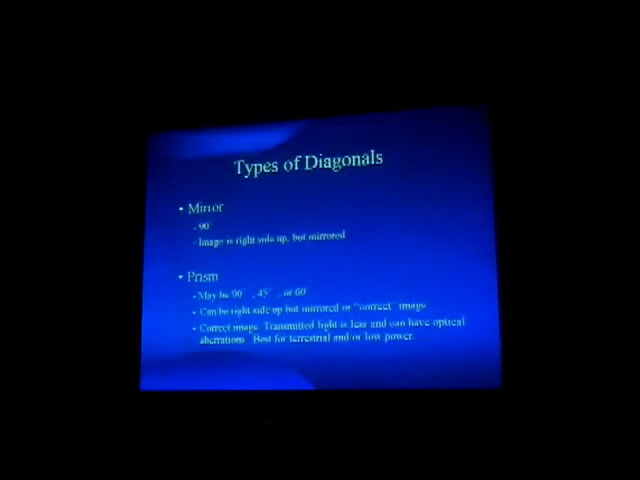 Types of Diagonals
• Mirror
- 90°
- Image is right side up, but mirrored
• Prism
- May be 90° , 45° , or 60°
- Can be right side up but mirrored or "correct" image
- Correct image Transmitted light is less and can have optical
aberrations. Best for terrestrial and/or low power.